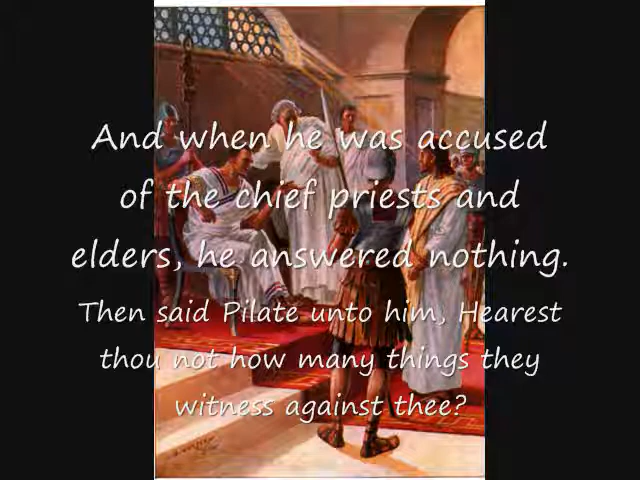 And when he was accused
of the chief priests and
elders, he answered nothing.
Then said Pilate unto him, Hearest
thou not how many things they
witness against thee?